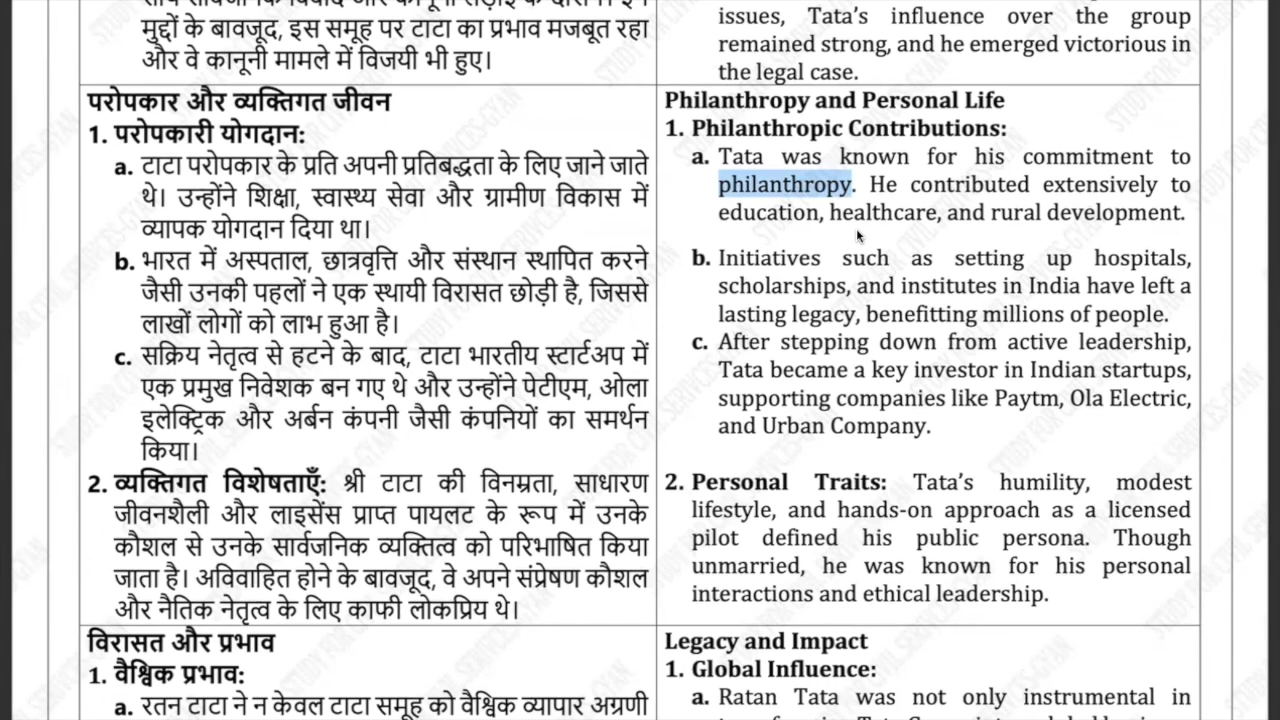 मुद्दों के बावजूद, इस समूह पर टाटा का प्रभाव मजबूत रहा
और वे कानूनी मामले में विजयी भी हुए।
परोपकार और व्यक्तिगत जीवन
1. परोपकारी योगदान:
a. टाटा परोपकार के प्रति अपनी प्रतिबद्धता के लिए जाने जाते
थे। उन्होंने शिक्षा, स्वास्थ्य सेवा और ग्रामीण विकास में
व्यापक योगदान दिया था।
b. भारत में अस्पताल, छात्रवृत्ति और संस्थान स्थापित करने
जैसी उनकी पहलों ने एक स्थायी विरासत छोड़ी है, जिससे
लाखों लोगों को लाभ हुआ है।
c. सक्रिय नेतृत्व से हटने के बाद, टाटा भारतीय स्टार्टअप में
एक प्रमुख निवेशक बन गए थे और उन्होंने पेटीएम, ओला
इलेक्ट्रिक और अर्बन कंपनी जैसी कंपनियों का समर्थन
किया।
2. व्यक्तिगत विशेषताएँ: श्री टाटा की विनम्रता, साधारण
जीवनशैली और लाइसेंस प्राप्त पायलट के रूप में उनके
कौशल से उनके सार्वजनिक व्यक्तित्व को परिभाषित किया
जाता है। अविवाहित होने के बावजूद, वे अपने संप्रेषण कौशल
और नैतिक नेतृत्व के लिए काफी लोकप्रिय थे।
विरासत और प्रभाव
1. वैश्विक प्रभाव:
a. रतन टाटा ने न केवल टाटा समूह को वैश्विक व्यापार अग्रणी
issues, Tata's influence over the group
remained strong, and he emerged victorious in
the legal case.
Philanthropy and Personal Life
1. Philanthropic Contributions:
a. Tata was known for his commitment to
philanthropy. He contributed extensively to
education, healthcare, and rural development.
b. Initiatives such as setting up hospitals,
scholarships, and institutes in India have left a
lasting legacy, benefitting millions of people.
c. After stepping down from active leadership,
Tata became a key investor in Indian startups,
supporting companies like Paytm, Ola Electric,
and Urban Company.
2. Personal Traits: Tata's humility, modest
lifestyle, and hands-on approach as a licensed
pilot defined his public persona. Though
unmarried, he was known for his personal
interactions and ethical leadership.
Legacy and Impact
1. Global Influence:
a. Ratan Tata was not only instrumental in